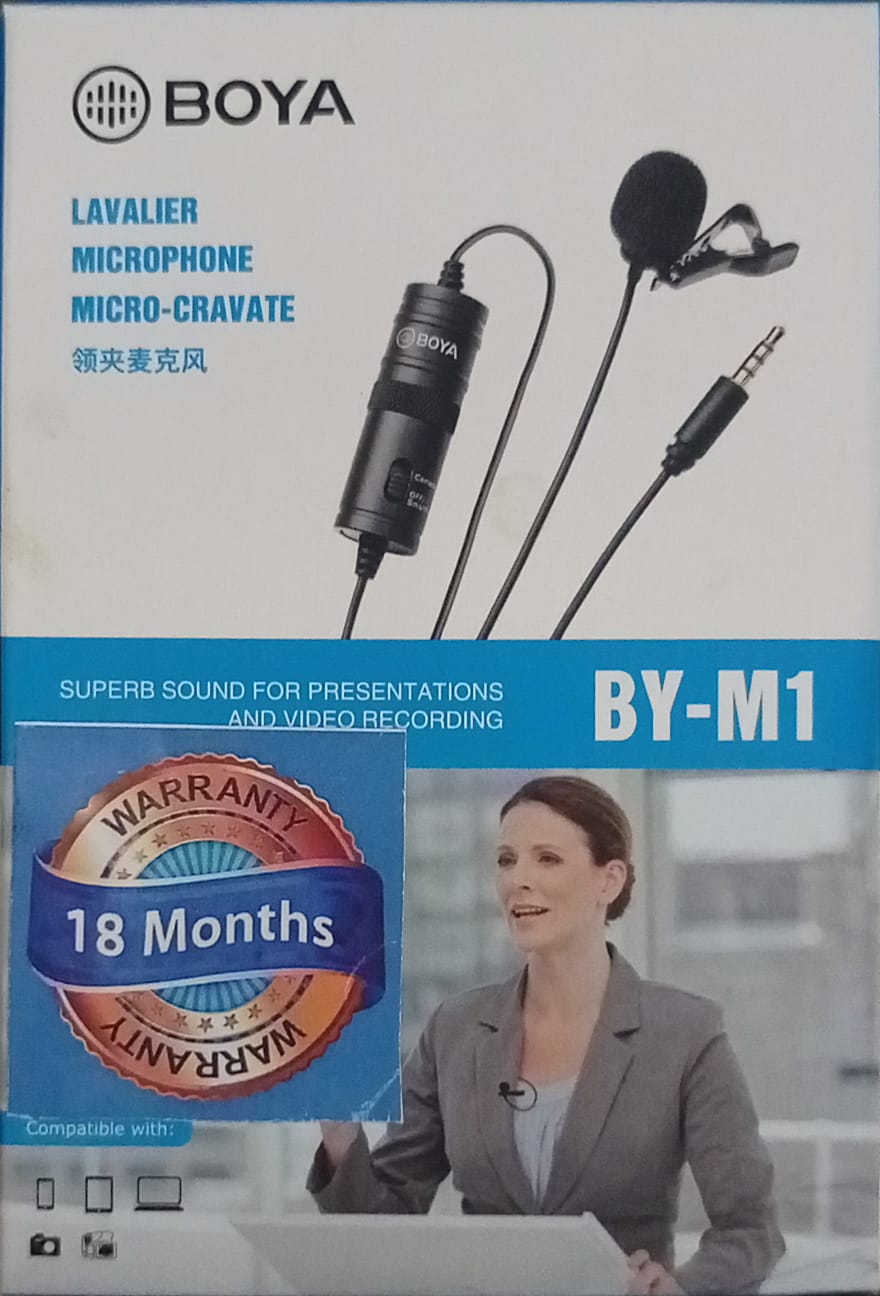 BOYA
LAVALIER
MICROPHONE
MICRO-CRAVATE
领夹麦克风
BOYA
OFF/
SUPERB SOUND FOR PRESENTATIONS
AND VIDEO RECORDING
BY-M1
WARRANTY
18 Months
WARRANTY
Compatible with: